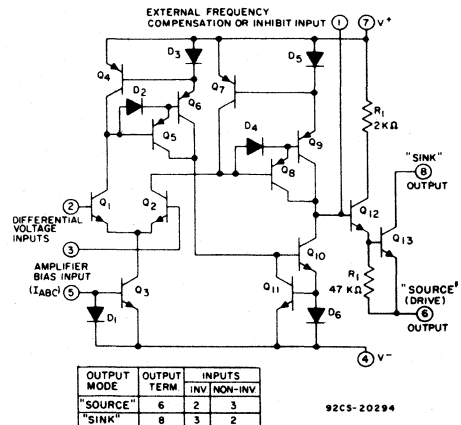 EXTERNAL FREQUENCY
COMPENSATION OR INHIBIT INPUT 1
7 V+
D3
Q4
Q7
D5
D2
Q6
R1
2KΩ
Q5
D4
Q9
"SINK"
8
OUTPUT
Q8
2
Q1
Q2
Q12
Q13
DIFFERENTIAL
VOLTAGE
INPUTS
3
Q10
AMPLIFIER
BIAS INPUT
(IABC) 5
Q3
Q11
R1
47 KΩ
"SOURCE"
(DRIVE)
6
OUTPUT
D1
D6
4 V-
OUTPUT MODE OUTPUT TERM. INPUTS
INV. NON-INV.
"SOURCE" 6 2 3
"SINK" 8 3 2
92CS-20294